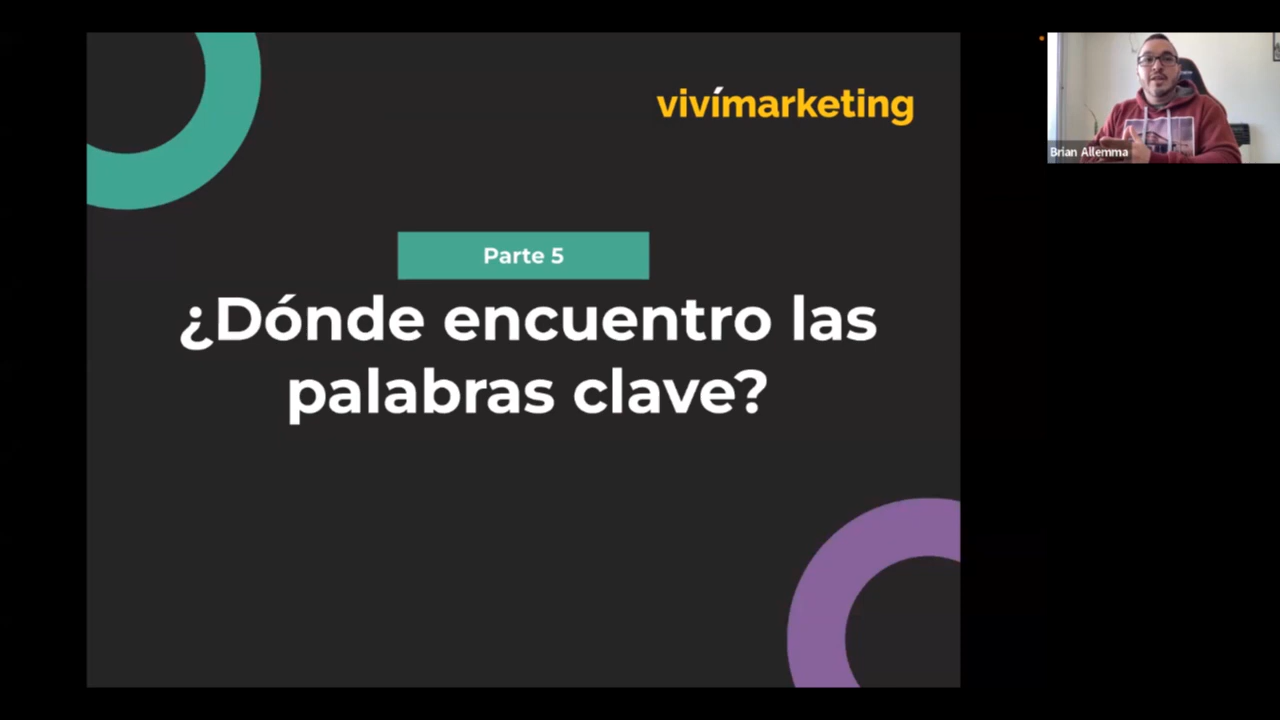 vivímarketing
Brian Allemma
Parte 5
¿Dónde encuentro las
palabras clave?